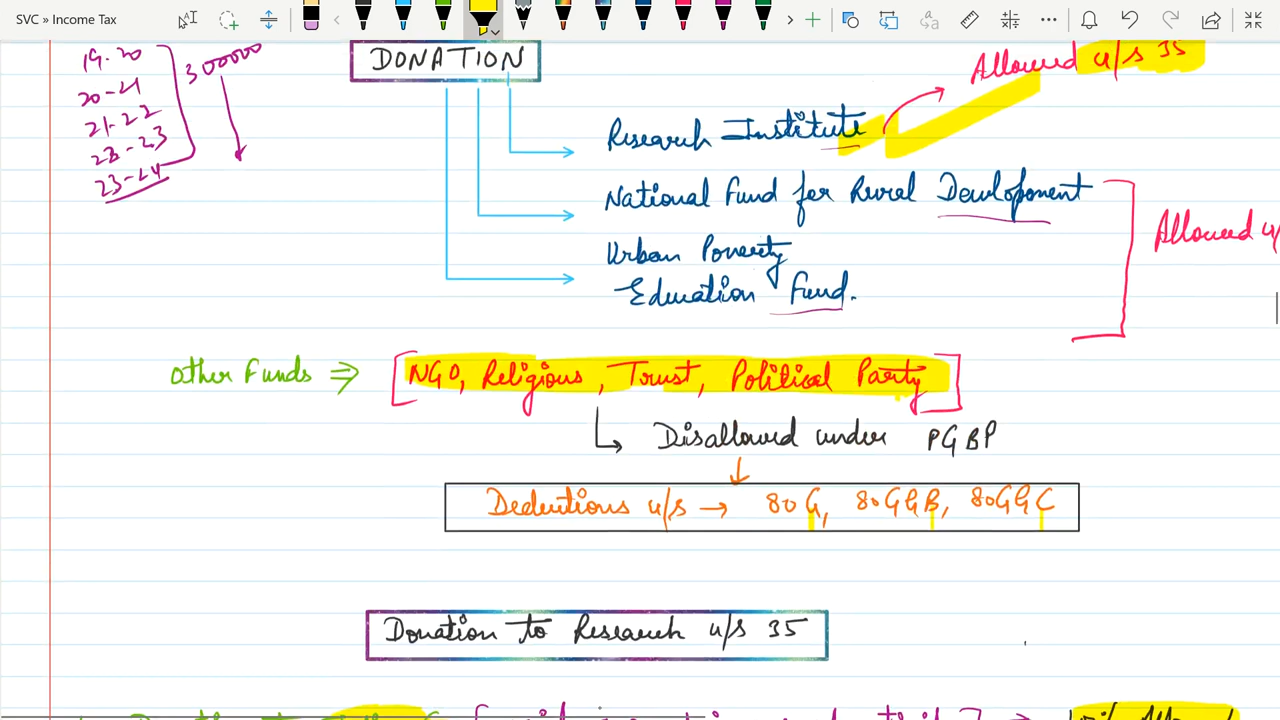 SVC » Income Tax
19-20
20-21
21-22
22-23
23-24
300000
DONATION
Allowed u/s 35
Research Institute
National Fund for Rural Development
Urban Poverty
Education Fund.
Allowed u/
Other Funds ⇒ [NGO, Religious, Trust, Political Party]
↳ Disallowed under PGBP
Deductions u/s → 80G, 80GGB, 80GGC
Donation to Research u/s 35